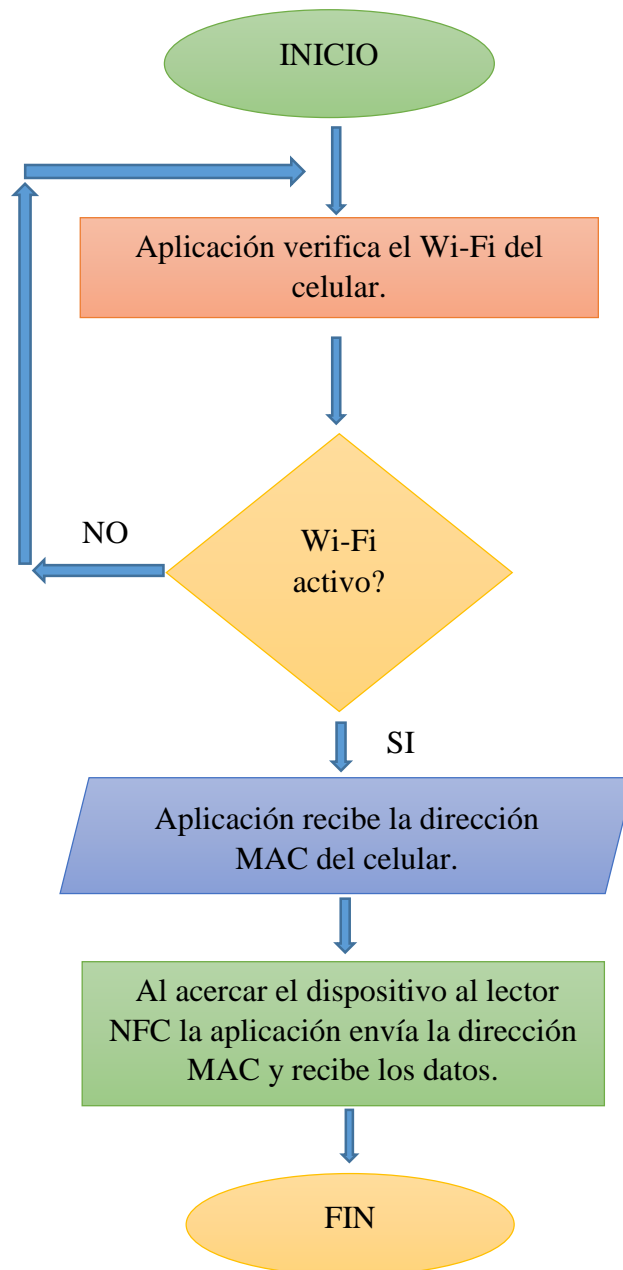 INICIO
Aplicación verifica el Wi-Fi del
celular.
NO
Wi-Fi
activo?
SI
Aplicación recibe la dirección
MAC del celular.
Al acercar el dispositivo al lector
NFC la aplicación envía la dirección
MAC y recibe los datos.
FIN